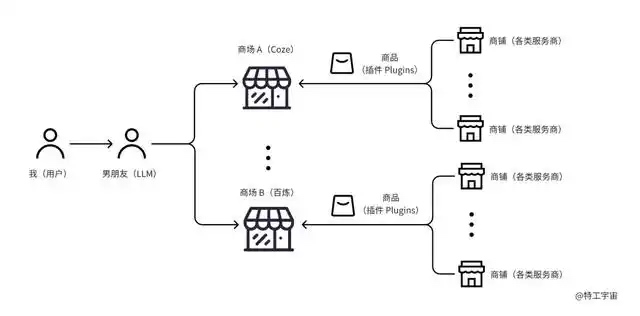 我（用户）
男朋友（LLM）
商场 A（Coze）
商品
（插件 Plugins）
商铺（各类服务商）
商铺（各类服务商）
商场 B（百炼）
商品
（插件 Plugins）
商铺（各类服务商）
商铺（各类服务商）
@特工宇宙